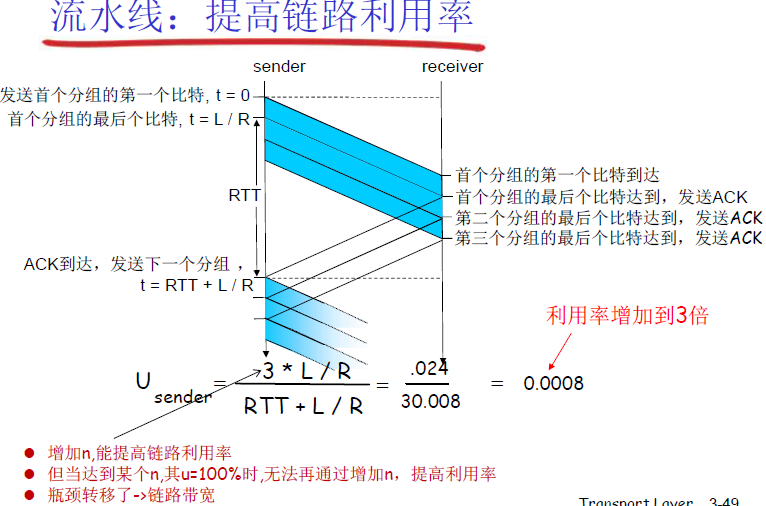 流水线：提高链路利用率
sender
receiver
发送首个分组的第一个比特, t = 0
首个分组的最后个比特, t = L / R
RTT
首个分组的第一个比特到达
首个分组的最后个比特达到，发送ACK
第二个分组的最后个比特达到，发送ACK
第三个分组的最后个比特达到，发送ACK
ACK到达，发送下一个分组，
t = RTT + L / R
利用率增加到3倍
U sender = 3 * L / R
RTT + L / R
= .024
30.008
= 0.0008
● 增加n,能提高链路利用率
● 但当达到某个n,其u=100%时,无法再通过增加n，提高利用率
● 瓶颈转移了->链路带宽
Transport Layer 3-49